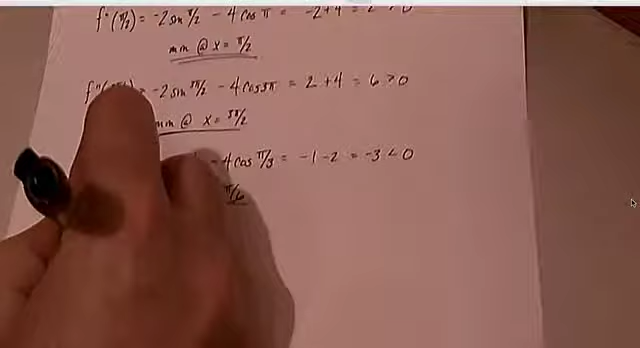 f"(π/2) = -2 sin π/2 - 4 cos π = -2+4 = 2 > 0
min @ x = π/2
= -2 sin 3π/2 - 4 cos 3π = 2 + 4 = 6 > 0
min @ x = 3π/2
- 4 cos π/3 = -1 - 2 = -3 < 0
π/6